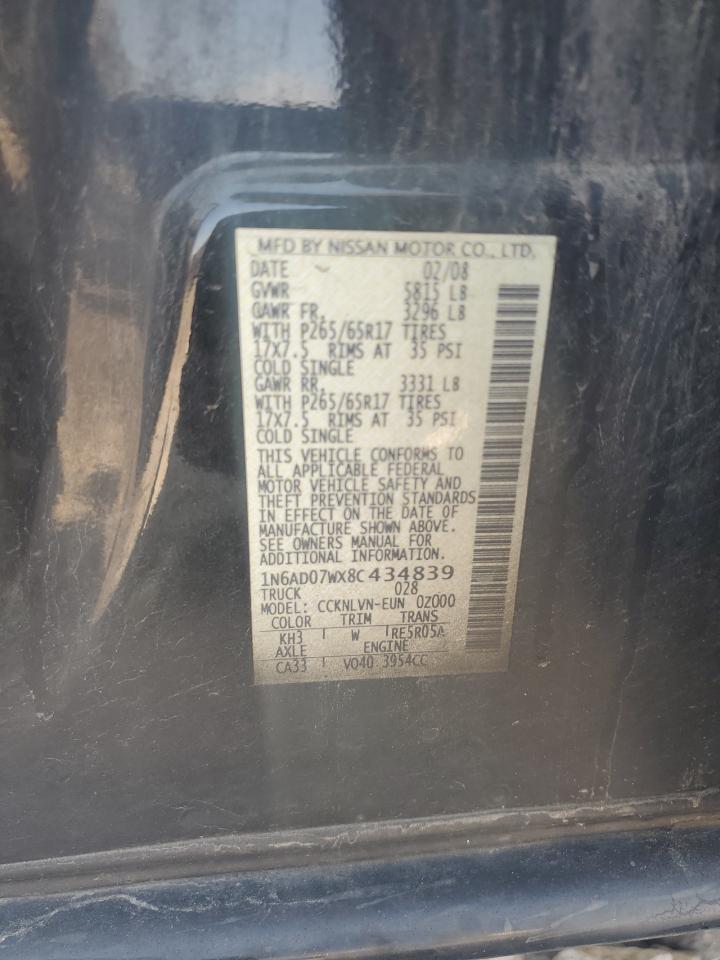 MFD BY NISSAN MOTOR CO., LTD.
DATE 02/08
GVWR 5815 LB
GAWR FR. 3296 LB
WITH P265/65R17 TIRES
17X7.5 RIMS AT 35 PSI
COLD SINGLE
GAWR RR. 3331 LB
WITH P265/65R17 TIRES
17X7.5 RIMS AT 35 PSI
COLD SINGLE
THIS VEHICLE CONFORMS TO
ALL APPLICABLE FEDERAL
MOTOR VEHICLE SAFETY AND
THEFT PREVENTION STANDARDS
IN EFFECT ON THE DATE OF
MANUFACTURE SHOWN ABOVE.
SEE OWNERS MANUAL FOR
ADDITIONAL INFORMATION.
1N6AD07WX8C434839
TRUCK 028
MODEL: CCKNLVN-EUN 0Z000
COLOR TRIM TRANS
KH3 W RE5R05A
AXLE ENGINE
CA33 VQ40 3954CC